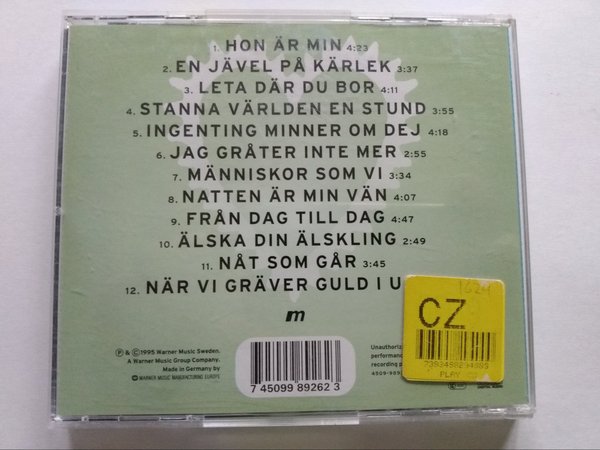 1. HON ÄR MIN 4:23
2. EN JÄVEL PÅ KÄRLEK 3:37
3. LETA DÄR DU BOR 4:11
4. STANNA VÄRLDEN EN STUND 3:55
5. INGENTING MINNER OM DEJ 4:18
6. JAG GRÅTER INTE MER 2:55
7. MÄNNISKOR SOM VI 3:34
8. NATTEN ÄR MIN VÄN 4:07
9. FRÅN DAG TILL DAG 4:47
10. ÄLSKA DIN ÄLSKLING 2:49
11. NÅT SOM GÅR 3:45
12. NÄR VI GRÄVER GULD I U
m
CZ
℗ & © 1995 Warner Music Sweden.
A Warner Music Group Company.
Made in Germany by
WARNER MUSIC MANUFACTURING EUROPE
7 45099 89262 3
Unauthoriz
performance
recording p
PLAY